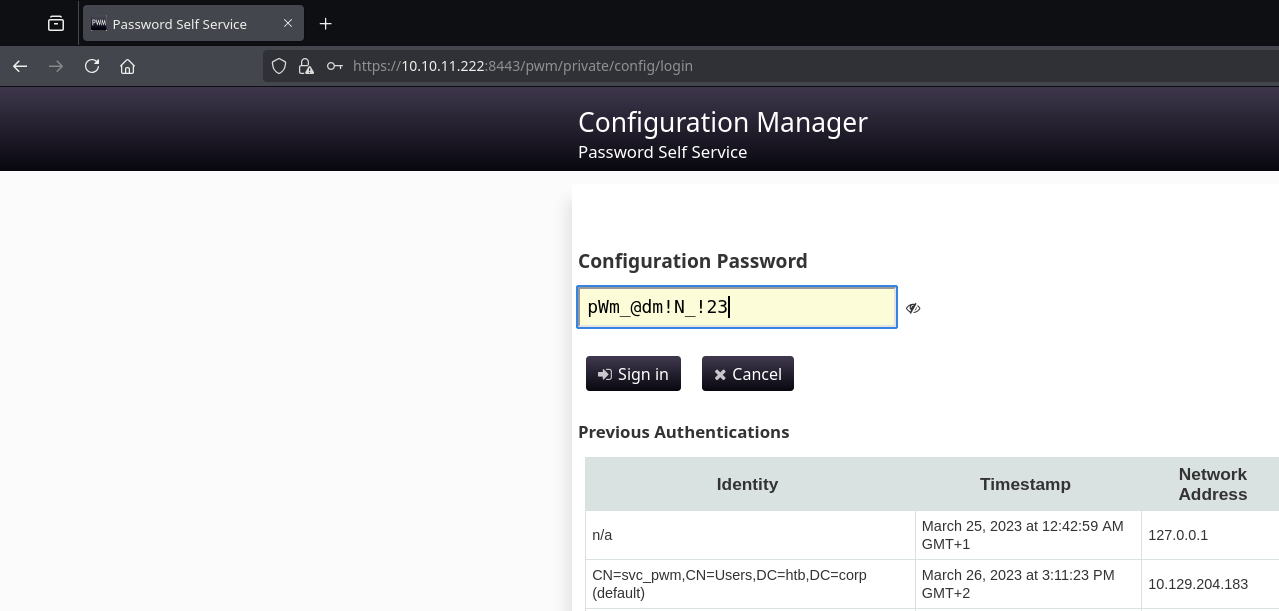 PWM Password Self Service
https://10.10.11.222:8443/pwm/private/config/login
Configuration Manager
Password Self Service
Configuration Password
pWm_@dm!N_!23
Sign in Cancel
Previous Authentications
Identity Timestamp Network Address
n/a March 25, 2023 at 12:42:59 AM GMT+1 127.0.0.1
CN=svc_pwm,CN=Users,DC=htb,DC=corp (default) March 26, 2023 at 3:11:23 PM GMT+2 10.129.204.183